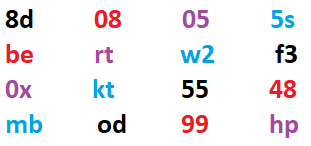 8d 08 05 5s
be rt w2 f3
0x kt 55 48
mb od 99 hp